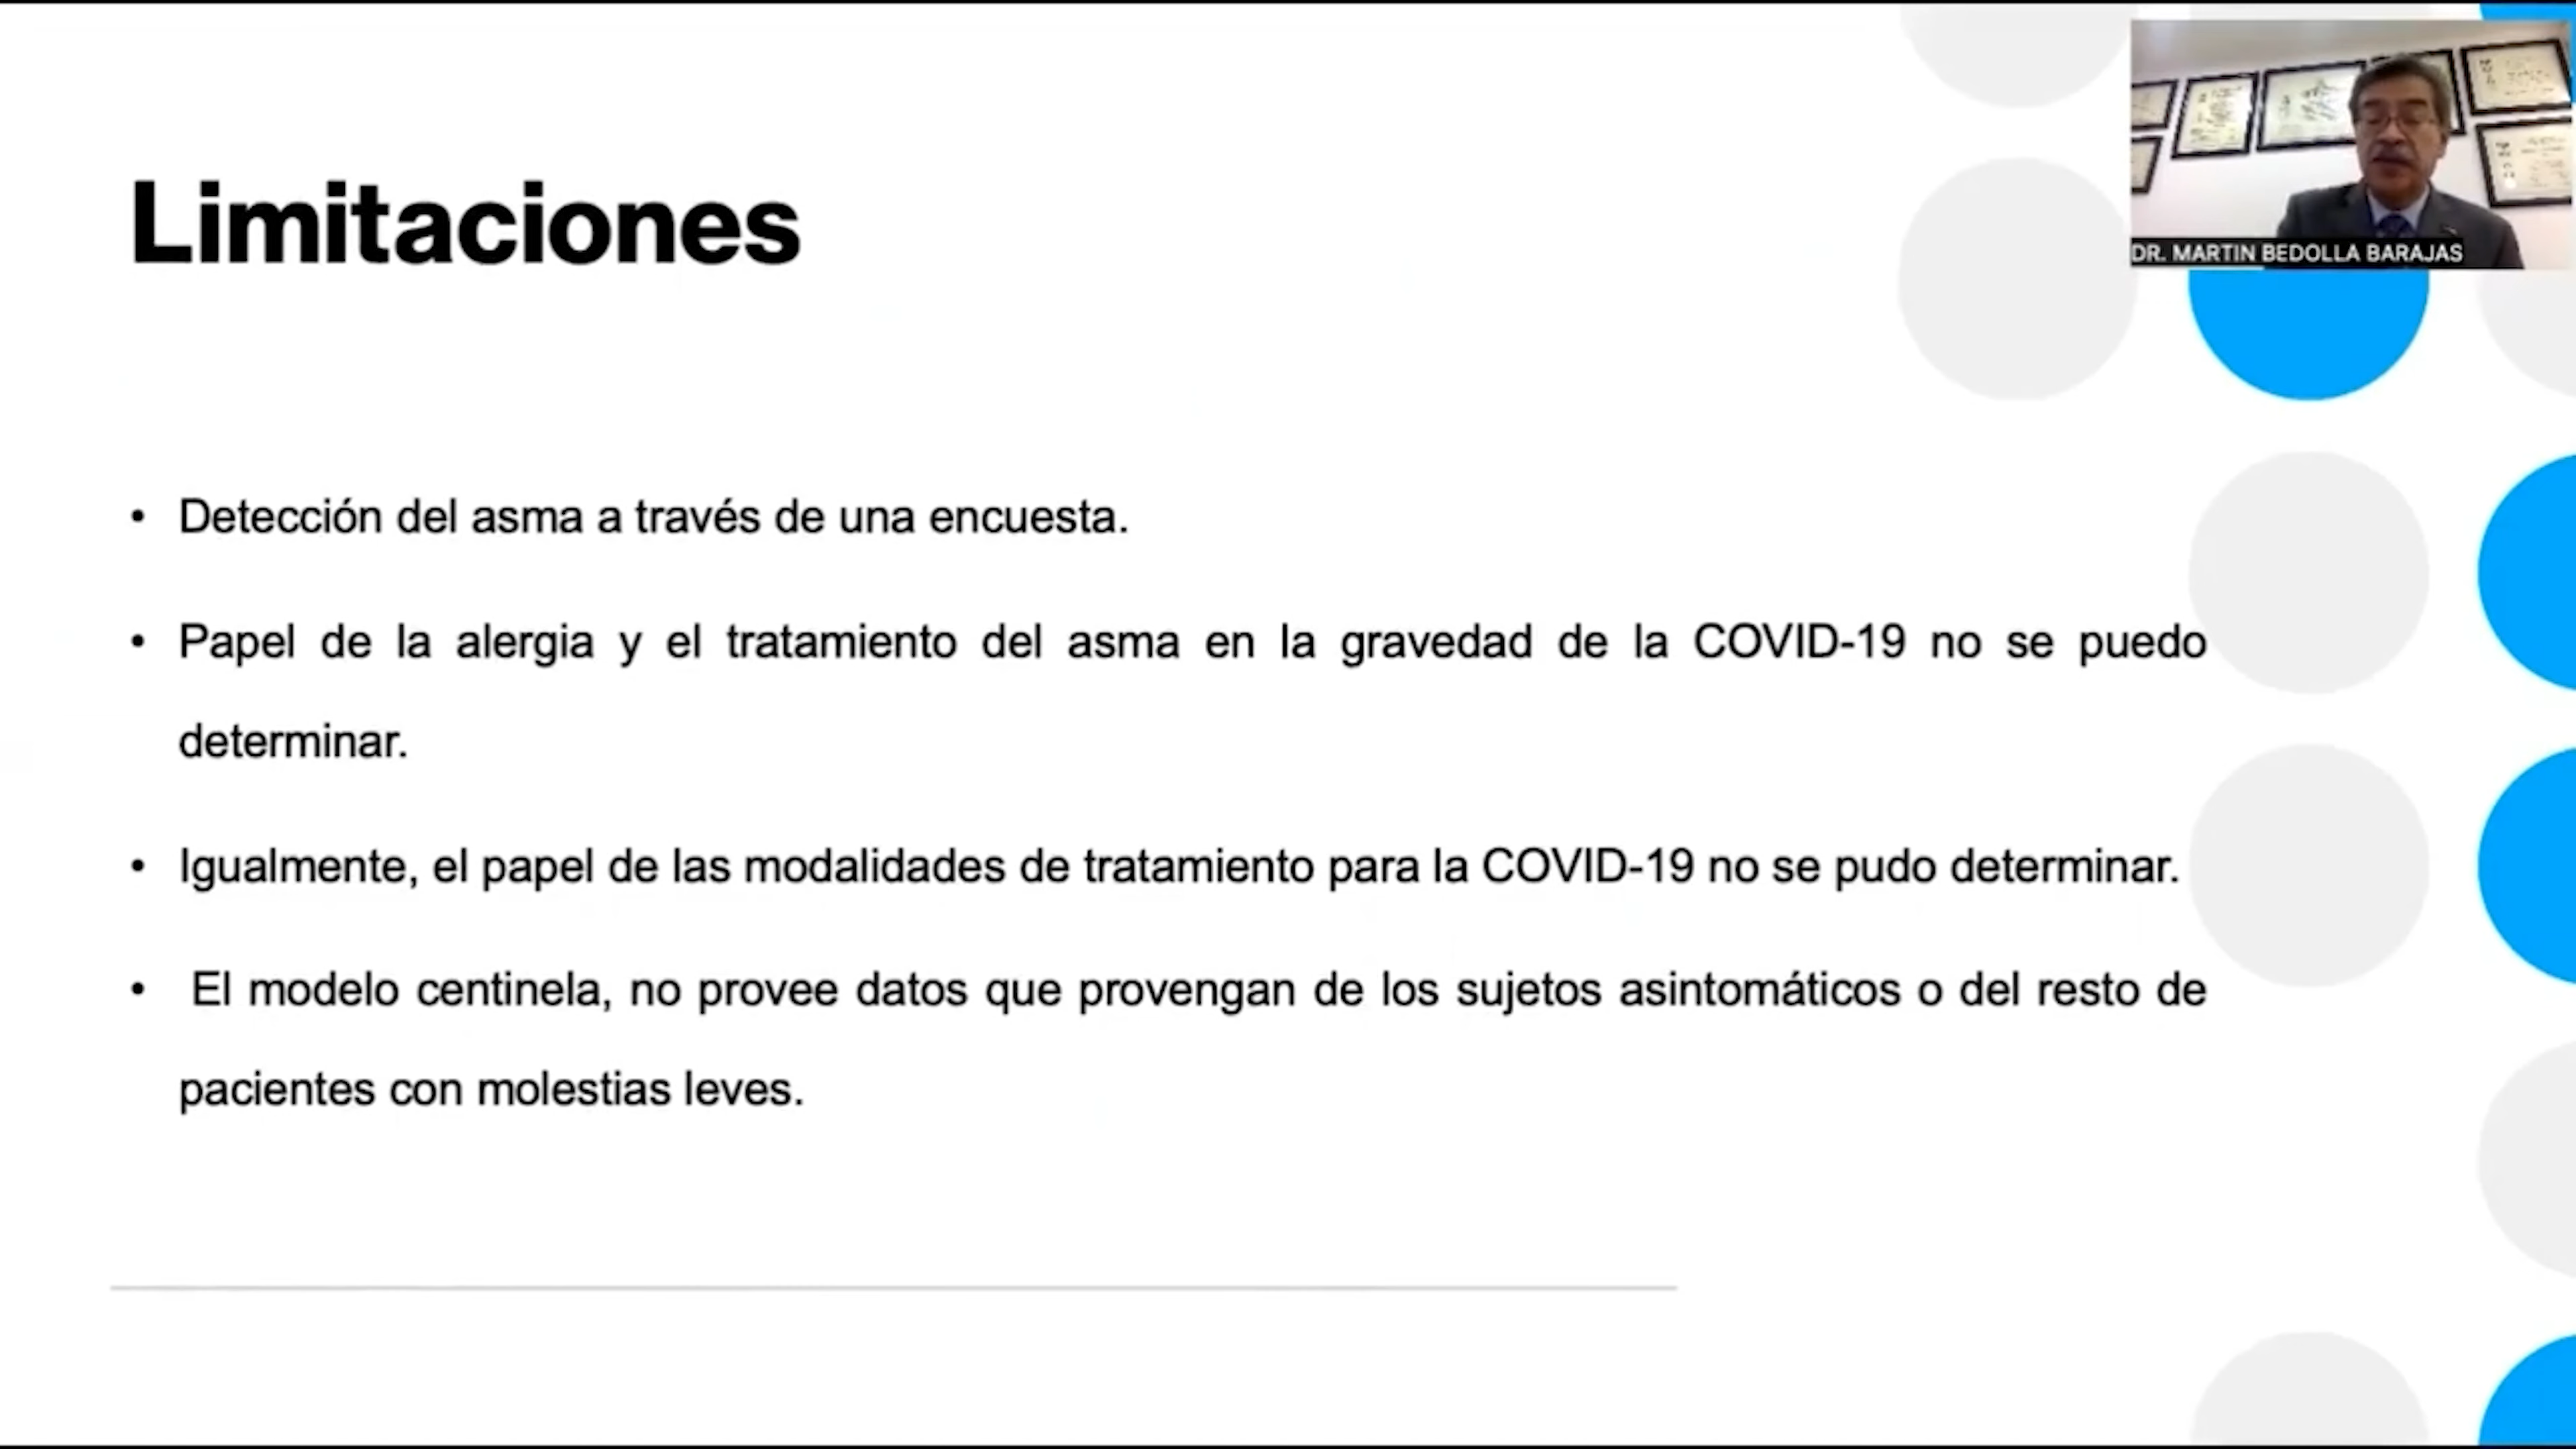 Limitaciones
DR. MARTIN BEDOLLA BARAJAS
• Detección del asma a través de una encuesta.
• Papel de la alergia y el tratamiento del asma en la gravedad de la COVID-19 no se puedo
determinar.
• Igualmente, el papel de las modalidades de tratamiento para la COVID-19 no se pudo determinar.
• El modelo centinela, no provee datos que provengan de los sujetos asintomáticos o del resto de
pacientes con molestias leves.